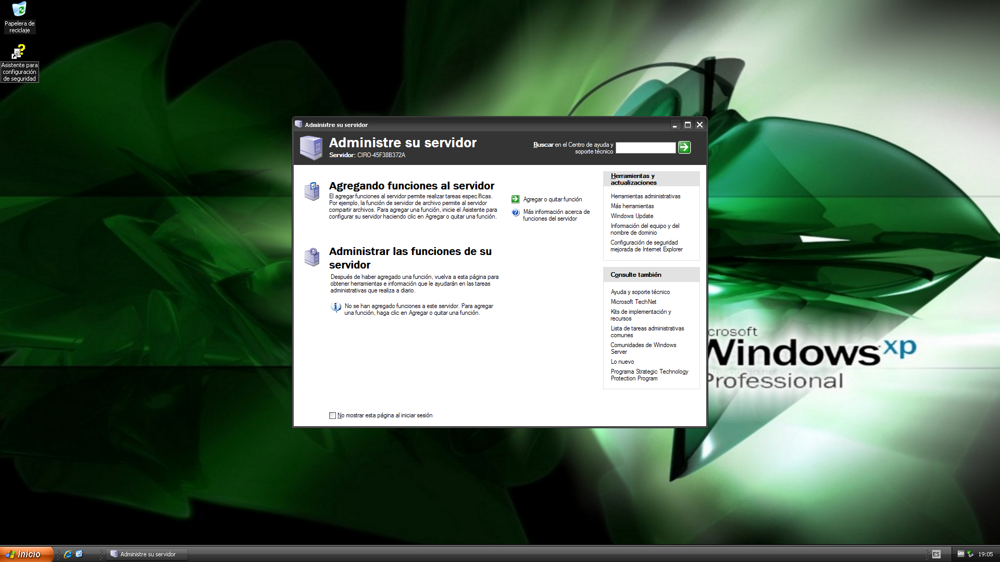 Papelera de
reciclaje
Asistente para
configuración
de seguridad
Administre su servidor
Administre su servidor
Servidor: CIRO-45F38B372A
Buscar en el Centro de ayuda y
soporte técnico
Agregando funciones al servidor
El agregar funciones al servidor permite realizar tareas específicas.
Por ejemplo, la función de servidor de archivo permite al servidor
compartir archivos. Para agregar una función, inicie el Asistente para
configurar su servidor haciendo clic en Agregar o quitar una función.
Agregar o quitar función
Más información acerca de
funciones del servidor
Administrar las funciones de su
servidor
Después de haber agregado una función, vuelva a esta página para
obtener herramientas e información que le ayudarán en las tareas
administrativas que realiza a diario.
No se han agregado funciones a este servidor. Para agregar
una función, haga clic en Agregar o quitar una función.
No mostrar esta página al iniciar sesión
Herramientas y
actualizaciones
Herramientas administrativas
Más herramientas
Windows Update
Información del equipo y del
nombre de dominio
Configuración de seguridad
mejorada de Internet Explorer
Consulte también
Ayuda y soporte técnico
Microsoft TechNet
Kits de implementación y
recursos
Lista de tareas administrativas
comunes
Comunidades de Windows
Server
Lo nuevo
Programa Strategic Technology
Protection Program
crosoft
Windows xp
Professional
Inicio
Administre su servidor
ES
vm
19:05